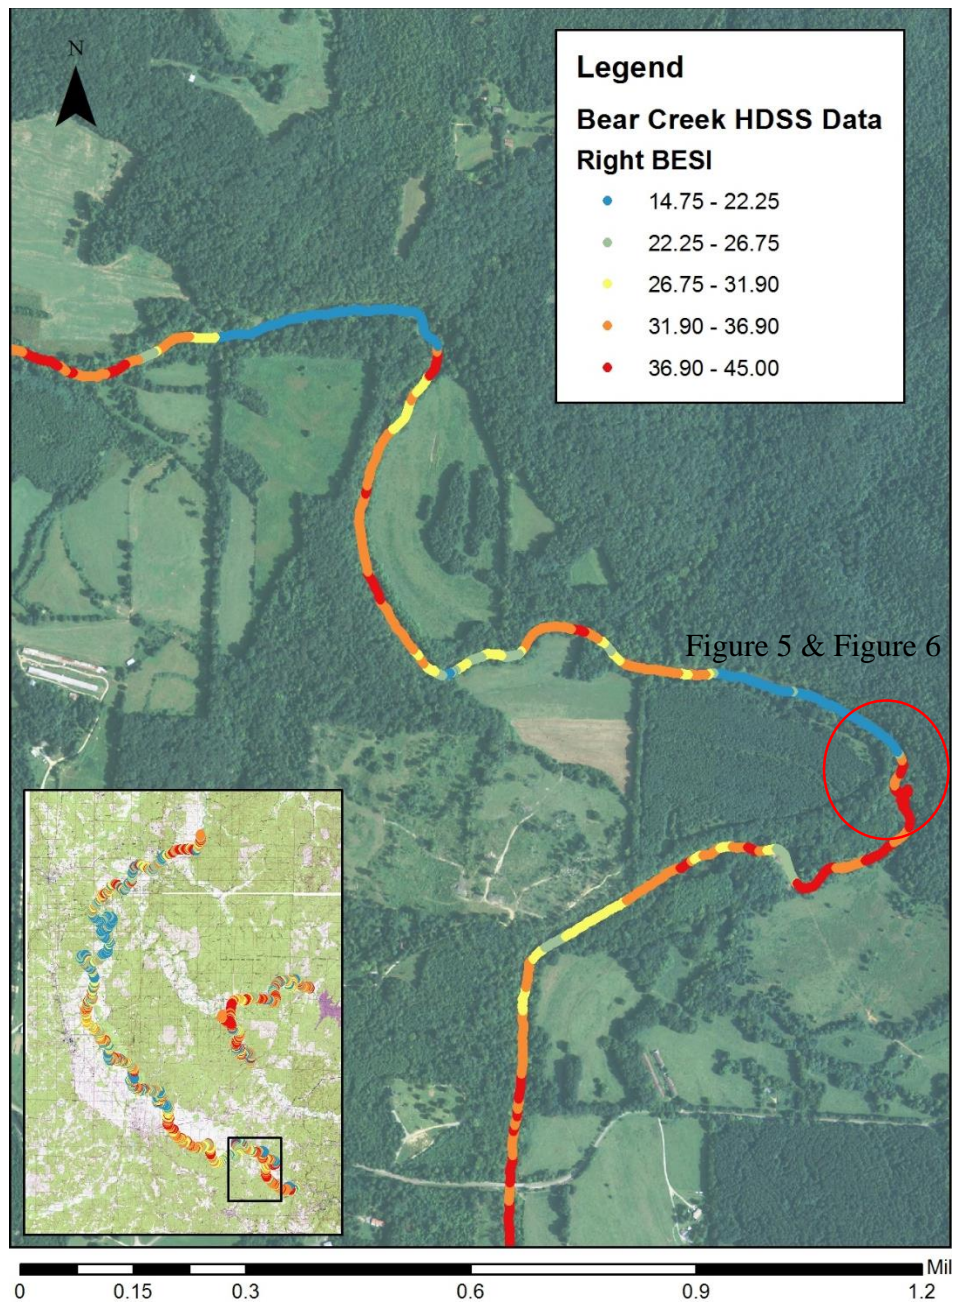 N
Legend
Bear Creek HDSS Data
Right BESI
14.75 - 22.25
22.25 - 26.75
26.75 - 31.90
31.90 - 36.90
36.90 - 45.00
Figure 5 & Figure 6
Mil
0 0.15 0.3 0.6 0.9 1.2